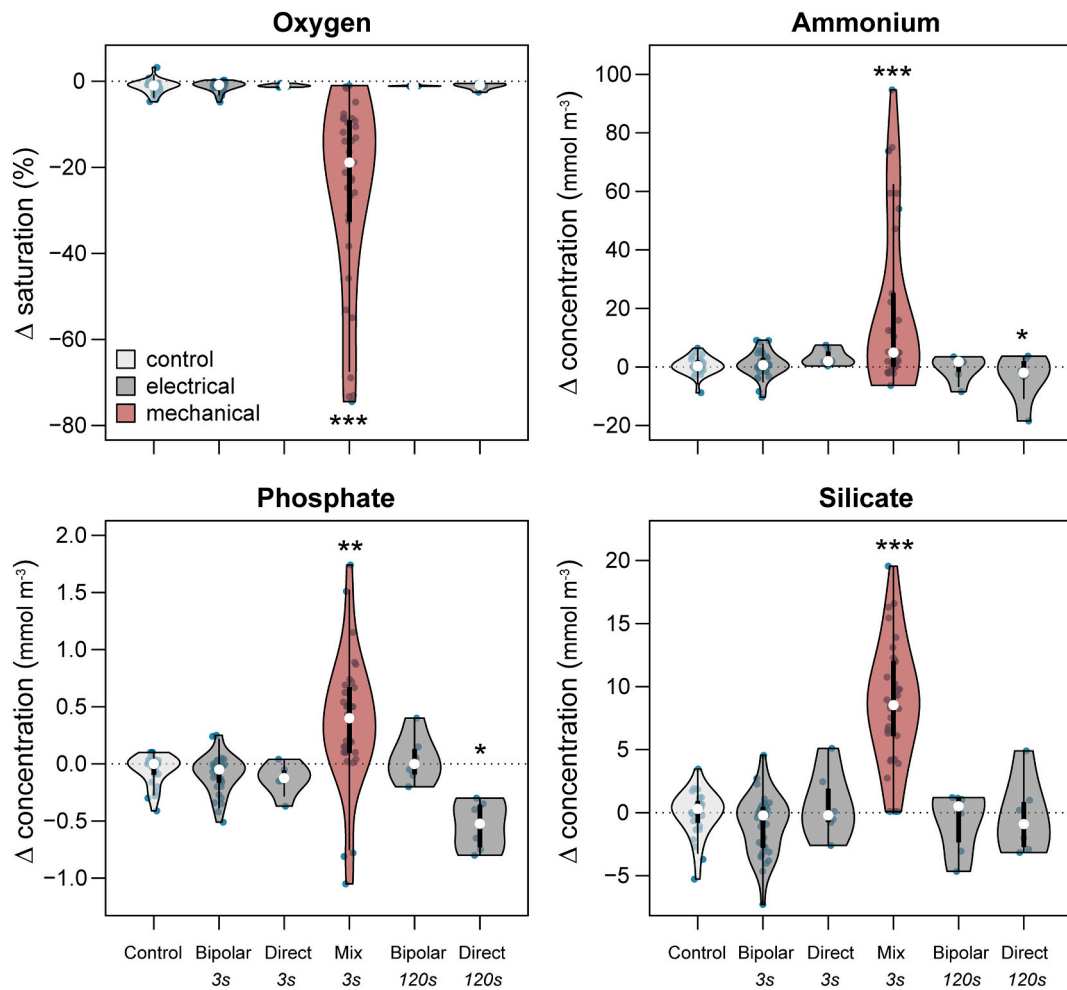 Oxygen
Δ saturation (%)
0
−20
−40
−60
−80
control
electrical
mechanical
***
Ammonium
Δ concentration (mmol m-3)
100
80
60
40
20
0
−20
***
*
Phosphate
Δ concentration (mmol m-3)
2.0
1.5
1.0
0.5
0.0
−0.5
−1.0
**
*
Control Bipolar Direct Mix Bipolar Direct
3s 3s 3s 120s 120s
Silicate
Δ concentration (mmol m-3)
20
15
10
5
0
−5
***
Control Bipolar Direct Mix Bipolar Direct
3s 3s 3s 120s 120s